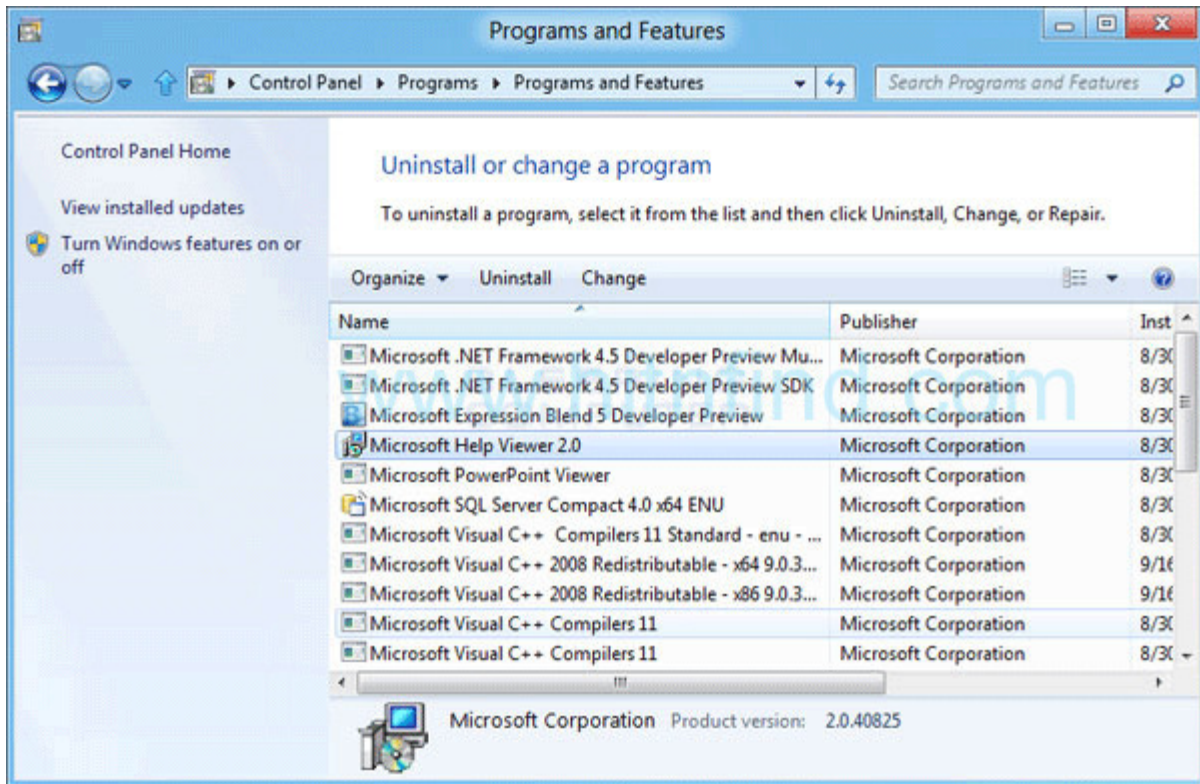 Programs and Features
Control Panel Programs Programs and Features
Search Programs and Features
Control Panel Home
View installed updates
Turn Windows features on or
off
Uninstall or change a program
To uninstall a program, select it from the list and then click Uninstall, Change, or Repair.
Organize Uninstall Change
Name Publisher Inst
Microsoft .NET Framework 4.5 Developer Preview Mu... Microsoft Corporation 8/30
Microsoft .NET Framework 4.5 Developer Preview SDK Microsoft Corporation 8/30
Microsoft Expression Blend 5 Developer Preview Microsoft Corporation 8/30
Microsoft Help Viewer 2.0 Microsoft Corporation 8/30
Microsoft PowerPoint Viewer Microsoft Corporation 8/30
Microsoft SQL Server Compact 4.0 x64 ENU Microsoft Corporation 8/30
Microsoft Visual C++ Compilers 11 Standard - enu - ... Microsoft Corporation 8/30
Microsoft Visual C++ 2008 Redistributable - x64 9.0.3... Microsoft Corporation 9/16
Microsoft Visual C++ 2008 Redistributable - x86 9.0.3... Microsoft Corporation 9/16
Microsoft Visual C++ Compilers 11 Microsoft Corporation 8/30
Microsoft Visual C++ Compilers 11 Microsoft Corporation 8/30
Microsoft Corporation Product version: 2.0.40825